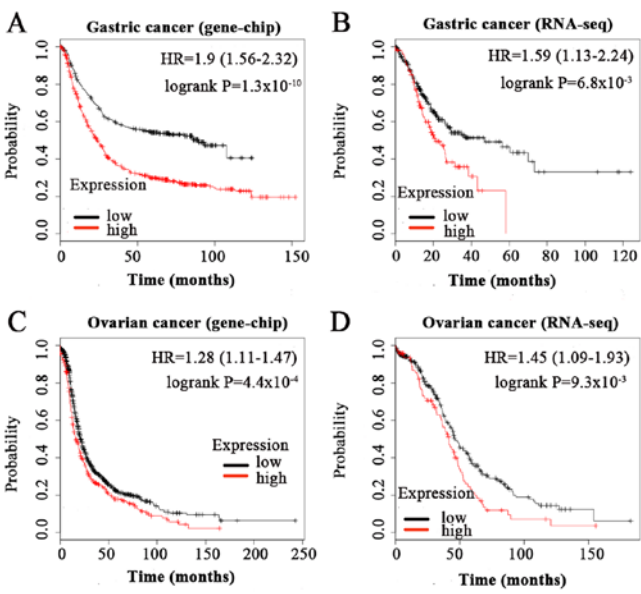 A
Gastric cancer (gene-chip)
HR=1.9 (1.56-2.32)
logrank P=1.3x10⁻¹⁰
Probability
0.0 0.2 0.4 0.6 0.8 1.0
Expression
low
high
0 50 100 150
Time (months)
B
Gastric cancer (RNA-seq)
HR=1.59 (1.13-2.24)
logrank P=6.8x10⁻³
Probability
0.0 0.2 0.4 0.6 0.8 1.0
Expression
low
high
0 20 40 60 80 100 120
Time (months)
C
Ovarian cancer (gene-chip)
HR=1.28 (1.11-1.47)
logrank P=4.4x10⁻⁴
Probability
0.0 0.2 0.4 0.6 0.8 1.0
Expression
low
high
0 50 100 150 200 250
Time (months)
D
Ovarian cancer (RNA-seq)
HR=1.45 (1.09-1.93)
logrank P=9.3x10⁻³
Probability
0.0 0.2 0.4 0.6 0.8 1.0
Expression
low
high
0 50 100 150
Time (months)